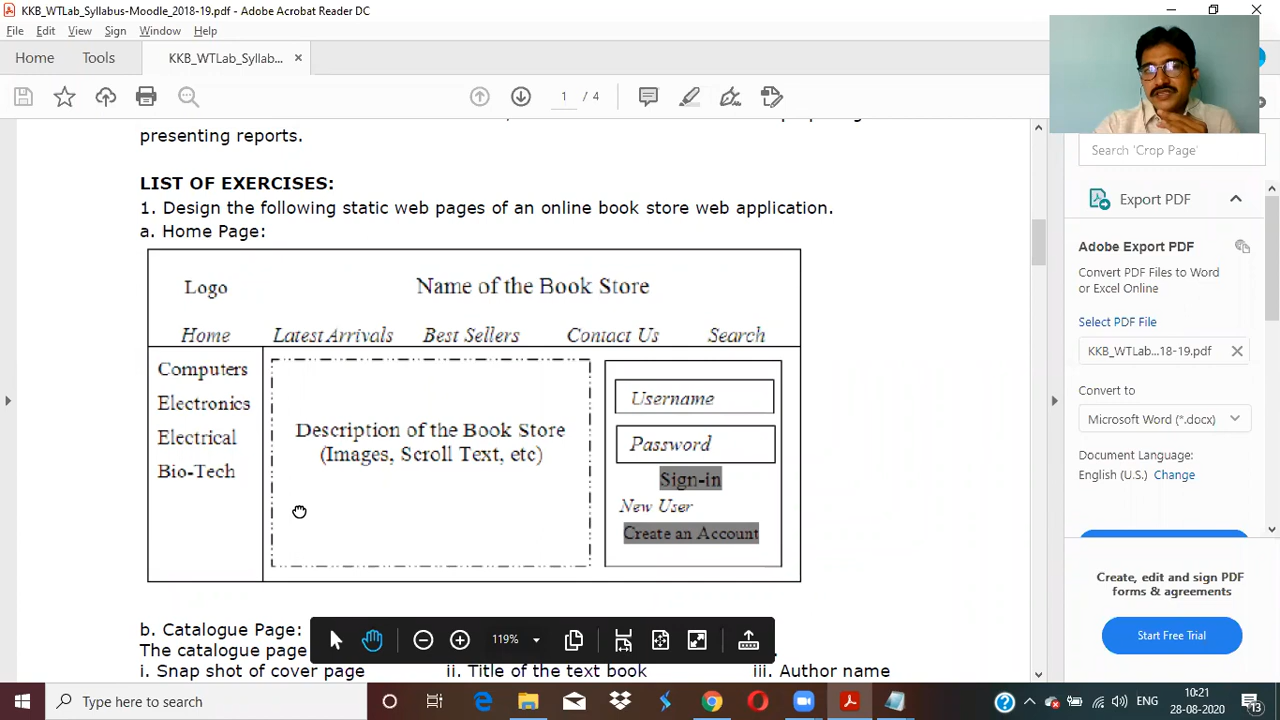 KKB_WTLab_Syllabus-Moodle_2018-19.pdf - Adobe Acrobat Reader DC
File Edit View Sign Window Help
Home Tools KKB_WTLab_Syllab... ×
1 / 4
presenting reports.
LIST OF EXERCISES:
1. Design the following static web pages of an online book store web application.
a. Home Page:
Logo Name of the Book Store
Home Latest Arrivals Best Sellers Contact Us Search
Computers
Electronics
Electrical
Bio-Tech
Description of the Book Store
(Images, Scroll Text, etc)
Username
Password
Sign-in
New User
Create an Account
b. Catalogue Page:
The catalogue page
i. Snap shot of cover page ii. Title of the text book iii. Author name
119%
Search 'Crop Page'
Export PDF
Adobe Export PDF
Convert PDF Files to Word
or Excel Online
Select PDF File
KKB_WTLab...18-19.pdf
Convert to
Microsoft Word (*.docx)
Document Language:
English (U.S.) Change
Create, edit and sign PDF
forms & agreements
Start Free Trial
Type here to search
ENG
10:21
28-08-2020
13